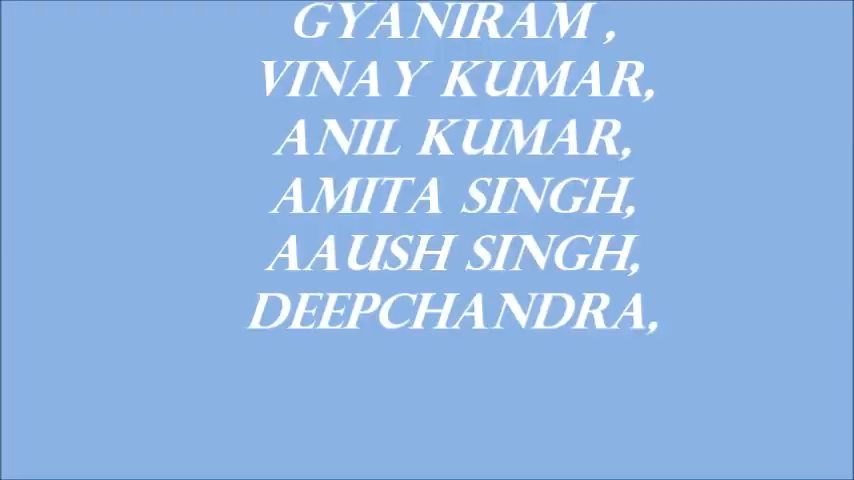 GYANIRAM ,
VINAY KUMAR,
ANIL KUMAR,
AMITA SINGH,
AAUSH SINGH,
DEEPCHANDRA,